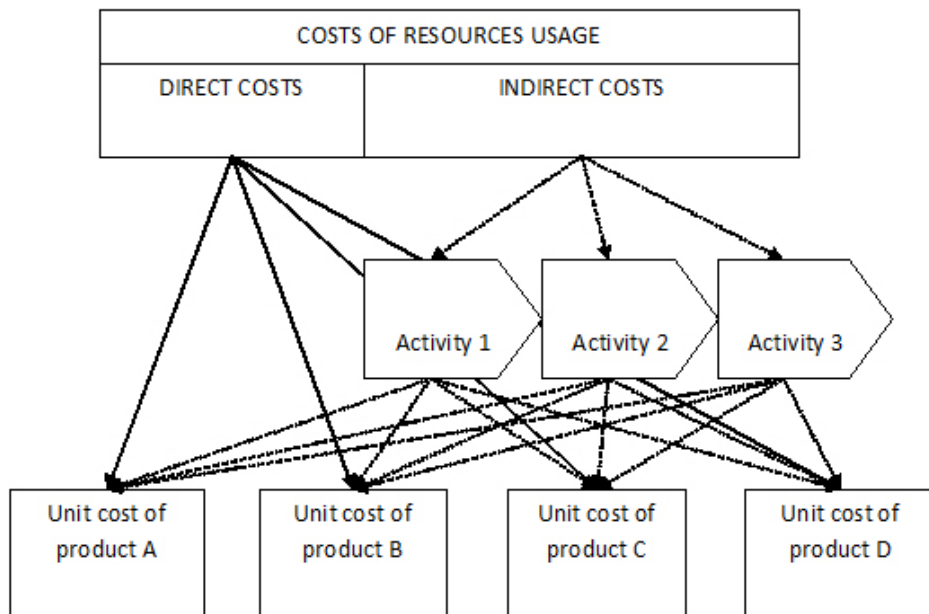 COSTS OF RESOURCES USAGE
DIRECT COSTS
INDIRECT COSTS
Activity 1
Activity 2
Activity 3
Unit cost of
product A
Unit cost of
product B
Unit cost of
product C
Unit cost of
product D